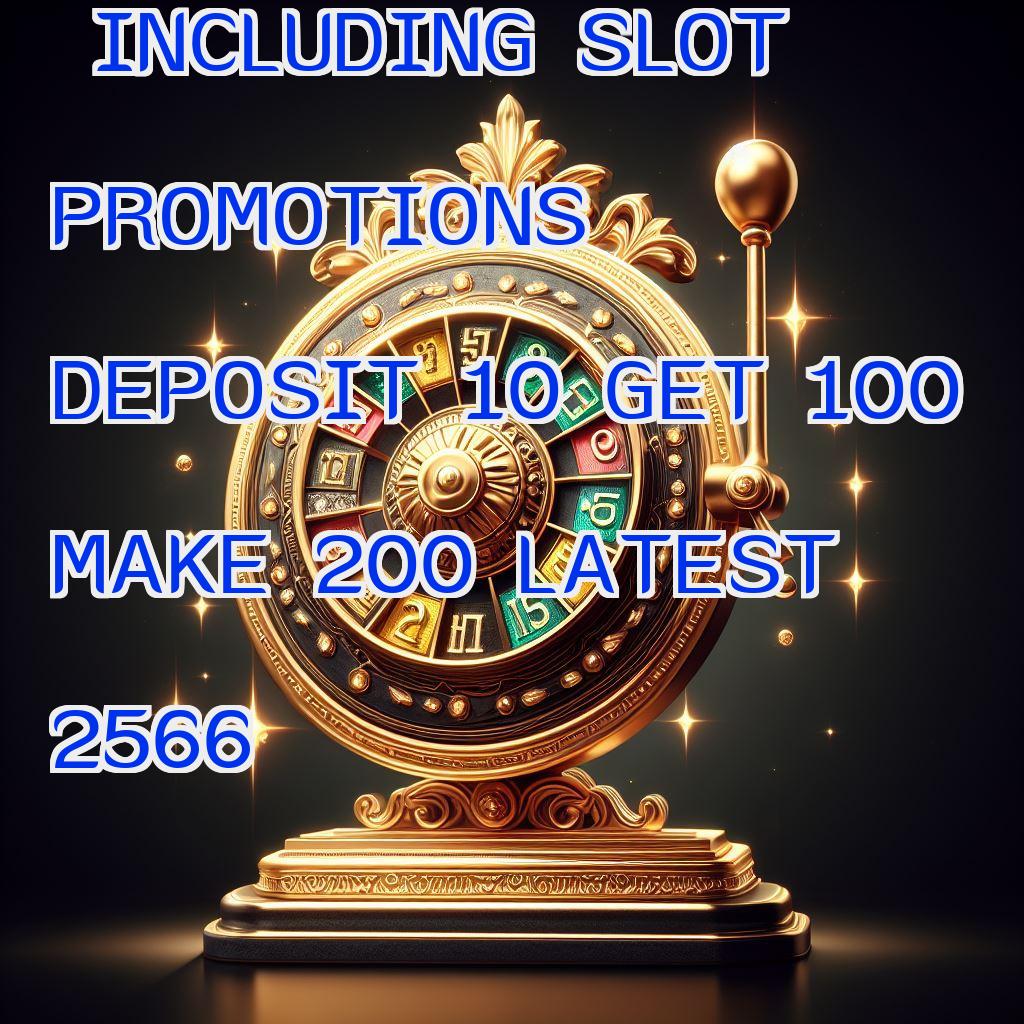 INCLUDING SLOT
PROMOTIONS
DEPOSIT 10 GET 100
MAKE 200 LATEST
2566